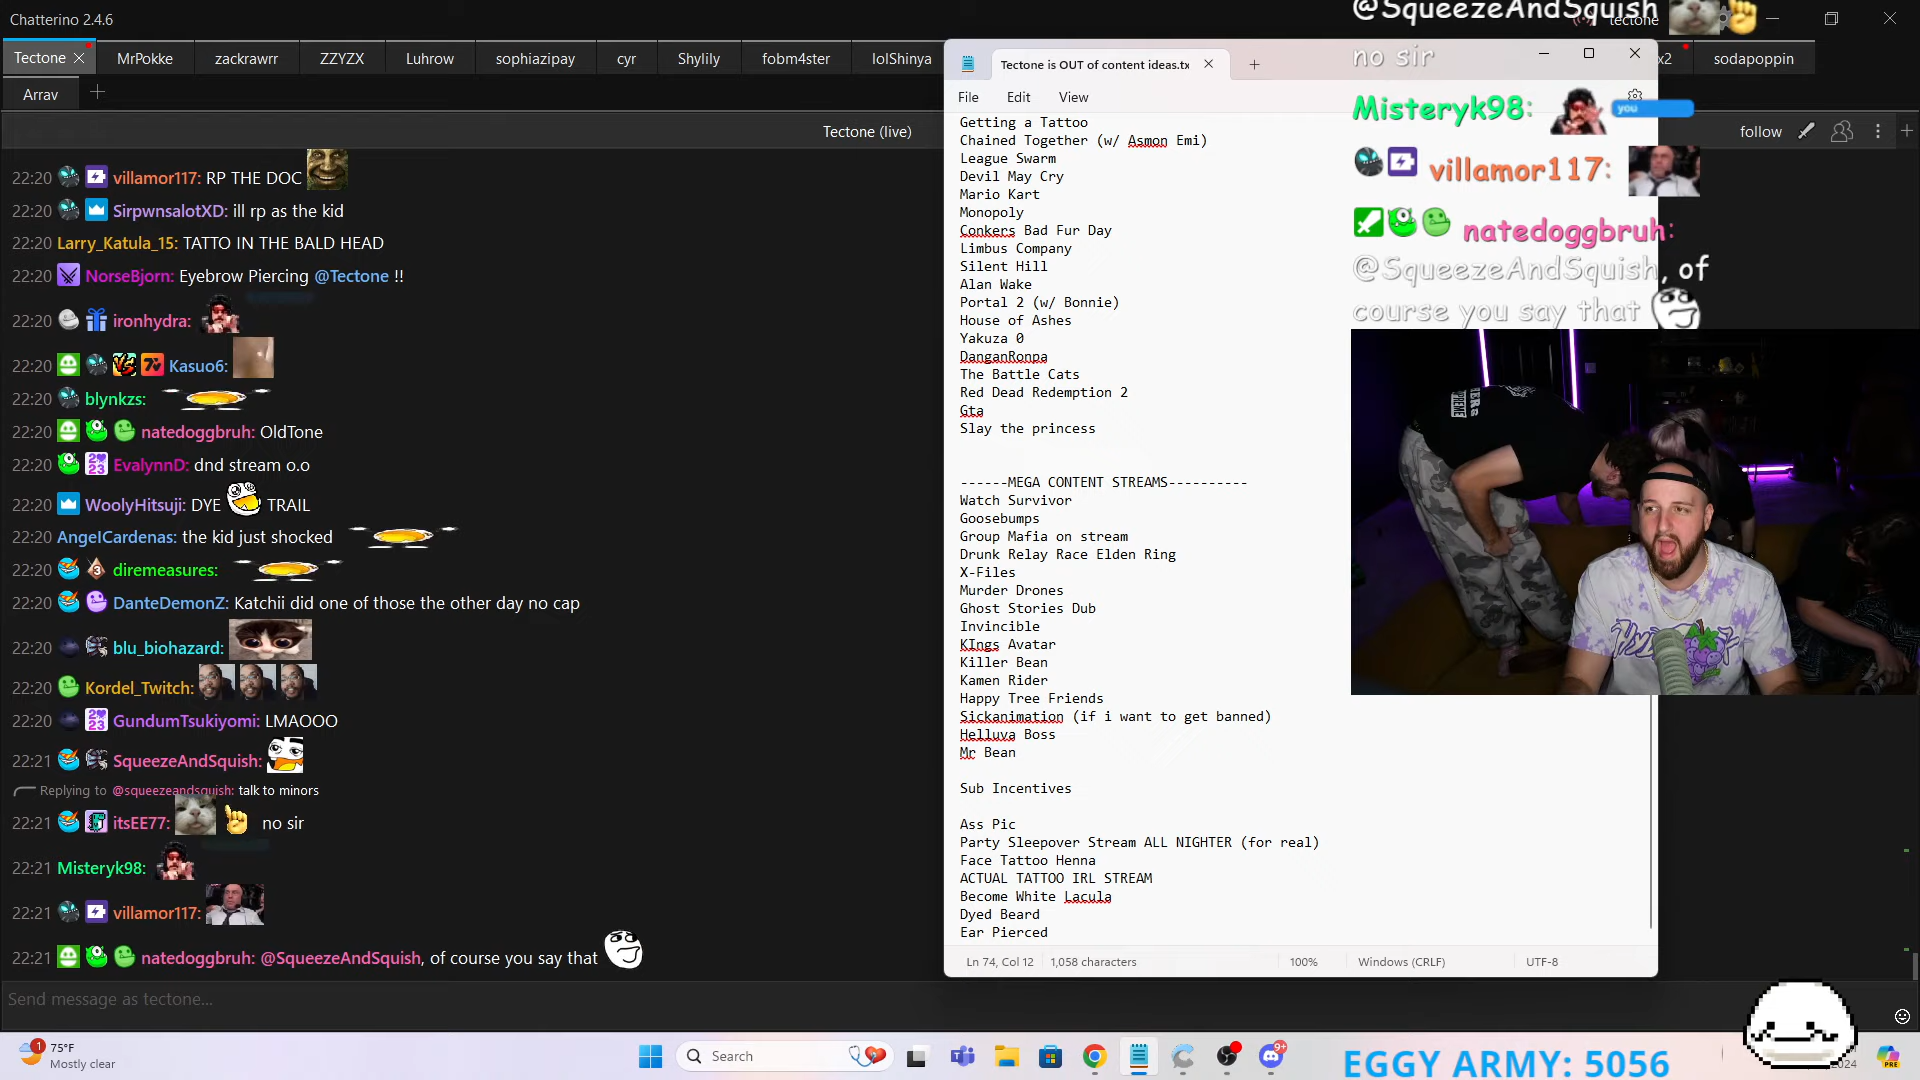 Chatterino 2.4.6
tectone
Tectone
MrPokke
zackrawrr
ZZYZX
Luhrow
sophiazipay
cyr
Shylily
fobm4ster
lolShinya
x2
sodapoppin
Arrav
Tectone (live)
follow
22:20 villamor117: RP THE DOC
22:20 SirpwnsalotXD: ill rp as the kid
22:20 Larry_Katula_15: TATTO IN THE BALD HEAD
22:20 NorseBjorn: Eyebrow Piercing @Tectone !!
22:20 ironhydra:
22:20 Kasuo6:
22:20 blynkzs:
22:20 natedoggbruh: OldTone
22:20 EvalynnD: dnd stream o.o
22:20 WoolyHitsuji: DYE TRAIL
22:20 AngelCardenas: the kid just shocked
22:20 diremeasures:
22:20 DanteDemonZ: Katchii did one of those the other day no cap
22:20 blu_biohazard:
22:20 Kordel_Twitch:
22:20 GundumTsukiyomi: LMAOOO
22:21 SqueezeAndSquish:
Replying to @squeezeandsquish: talk to minors
22:21 itsEE77: no sir
22:21 Misteryk98:
22:21 villamor117:
22:21 natedoggbruh: @SqueezeAndSquish, of course you say that
Send message as tectone...
Tectone is OUT of content ideas.tx
File
Edit
View
Getting a Tattoo
Chained Together (w/ Asmon Emi)
League Swarm
Devil May Cry
Mario Kart
Monopoly
Conkers Bad Fur Day
Limbus Company
Silent Hill
Alan Wake
Portal 2 (w/ Bonnie)
House of Ashes
Yakuza 0
DanganRonpa
The Battle Cats
Red Dead Redemption 2
Gta
Slay the princess
------MEGA CONTENT STREAMS----------
Watch Survivor
Goosebumps
Group Mafia on stream
Drunk Relay Race Elden Ring
X-Files
Murder Drones
Ghost Stories Dub
Invincible
KIngs Avatar
Killer Bean
Kamen Rider
Happy Tree Friends
Sickanimation (if i want to get banned)
Helluva Boss
Mr Bean
Sub Incentives
Ass Pic
Party Sleepover Stream ALL NIGHTER (for real)
Face Tattoo Henna
ACTUAL TATTOO IRL STREAM
Become White Lacula
Dyed Beard
Ear Pierced
Ln 74, Col 12
1,058 characters
100%
Windows (CRLF)
UTF-8
@SqueezeAndSquish
no sir
Misteryk98:
you
villamor117:
natedoggbruh:
@SqueezeAndSquish, of
course you say that
1
75°F
Mostly clear
Search
9+
EGGY ARMY: 5056
2024
PRE